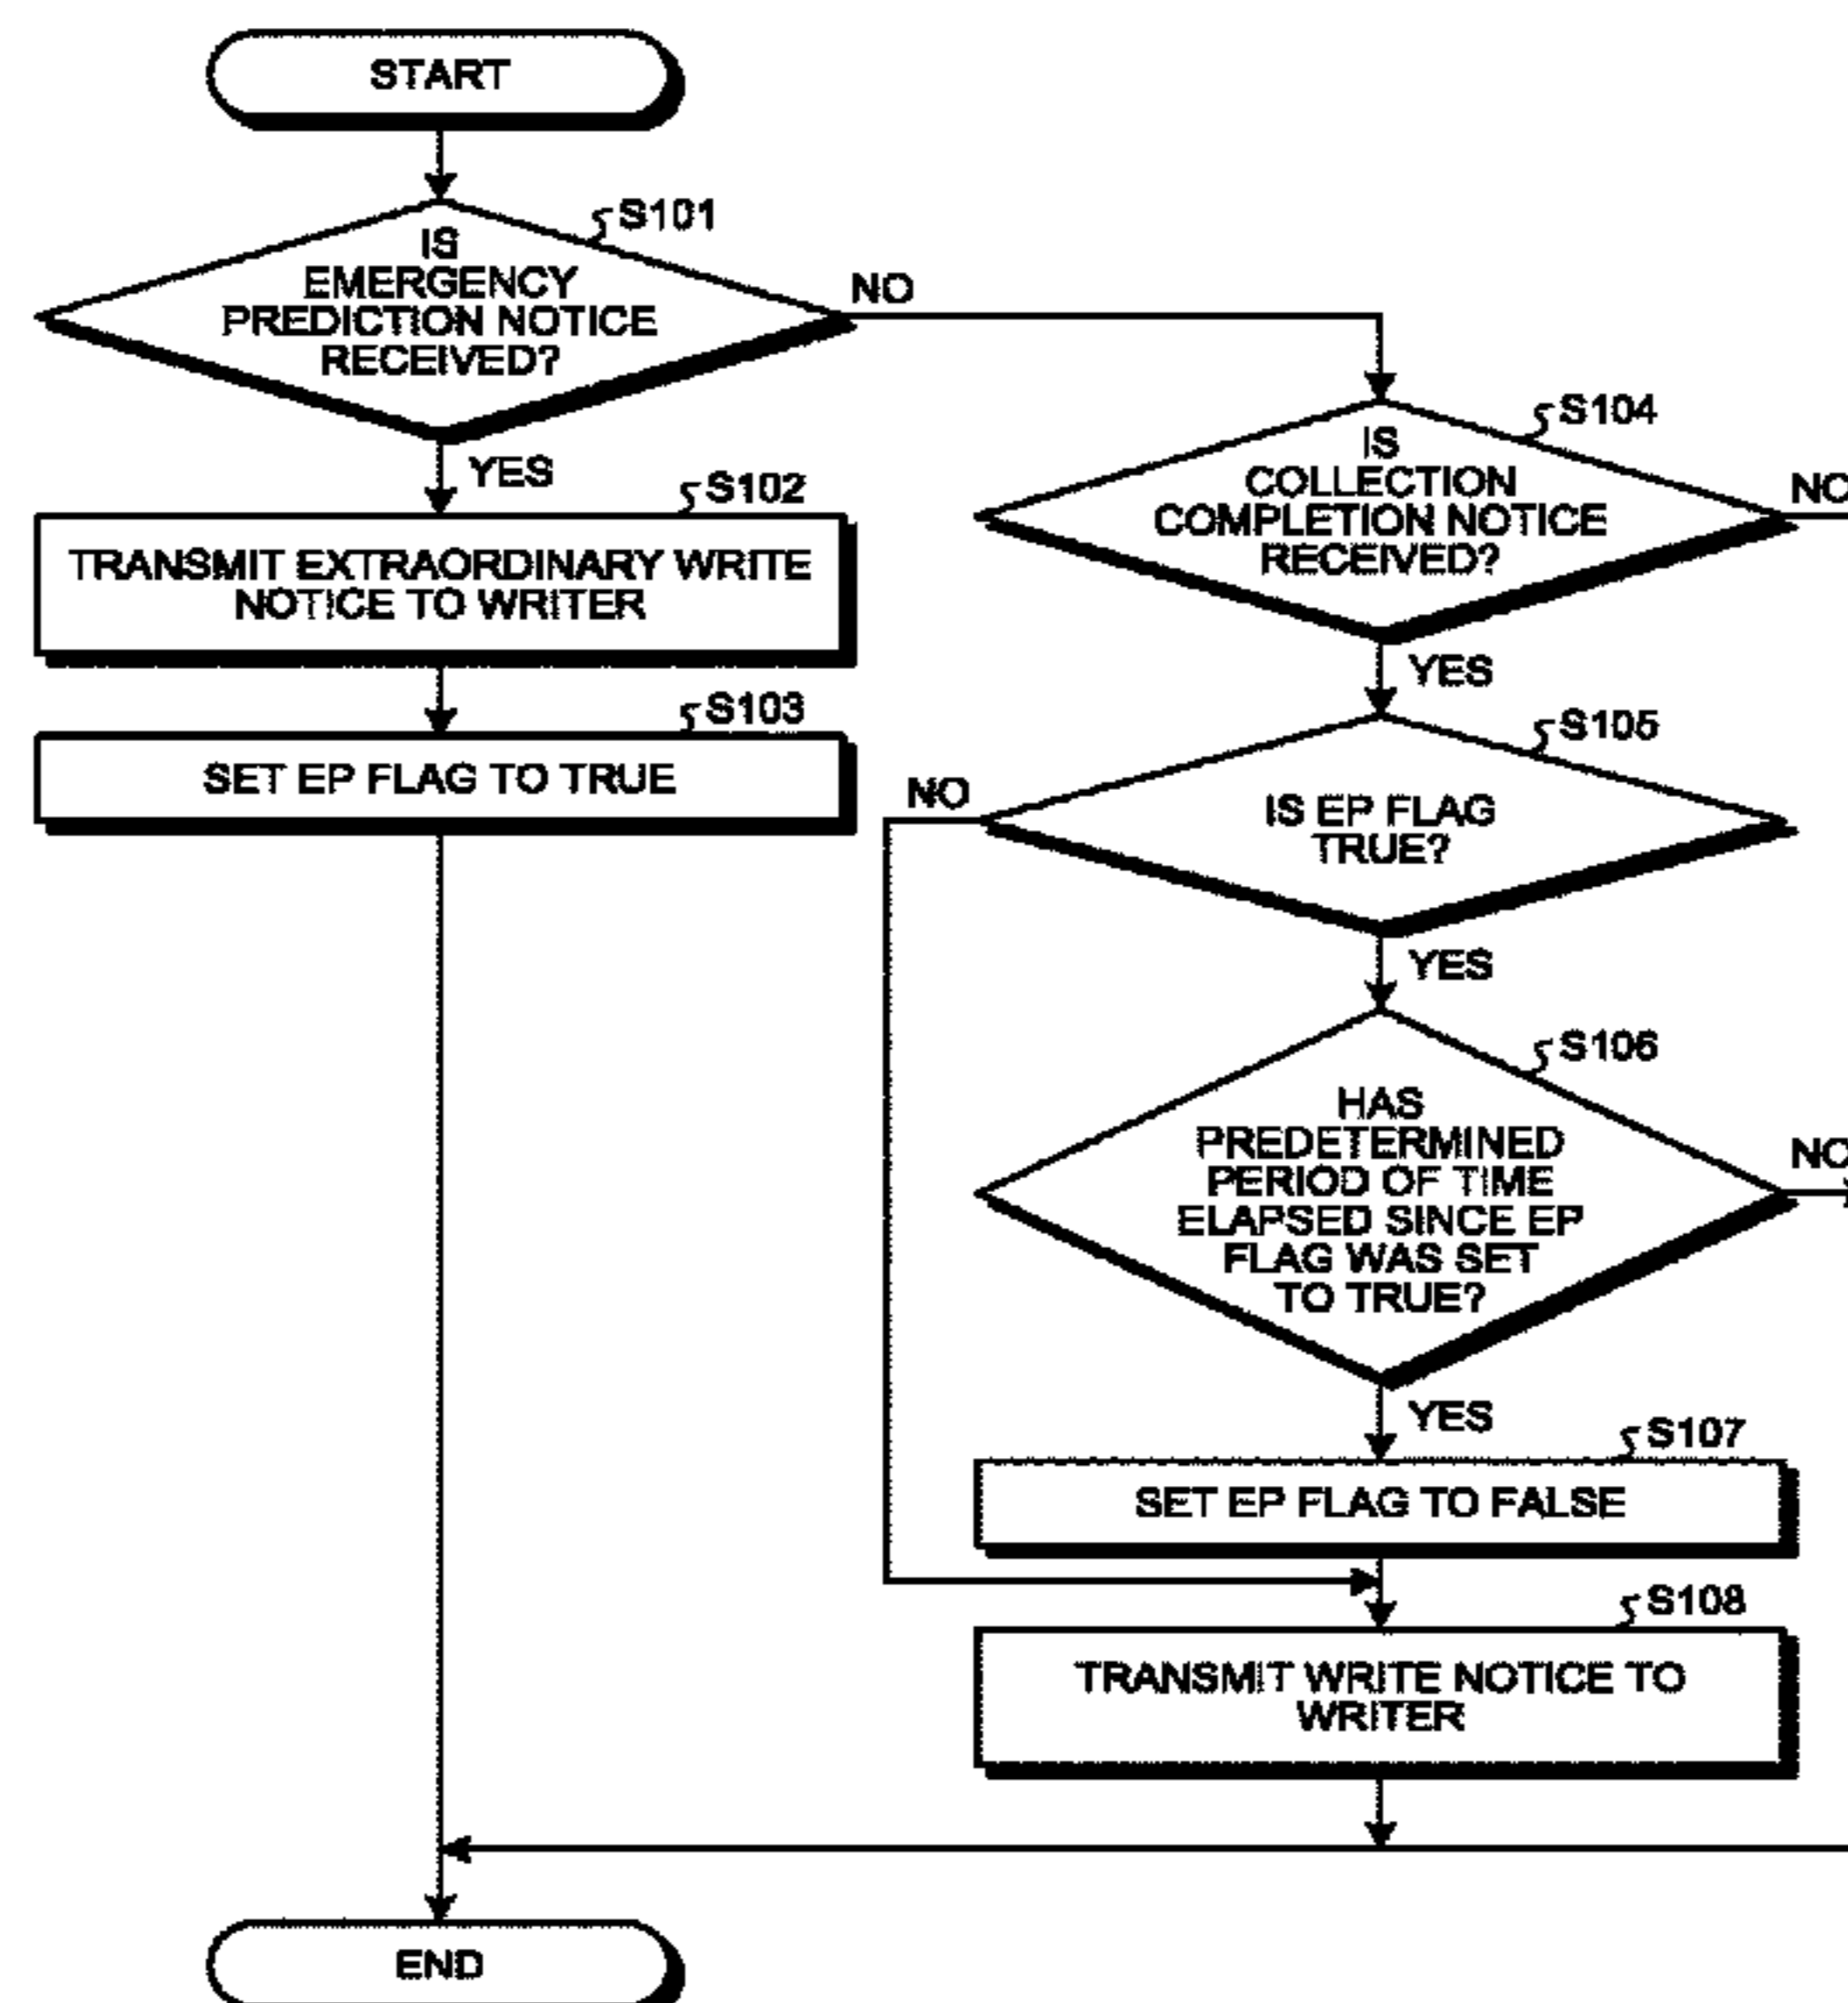 START
S101
IS
EMERGENCY
PREDICTION NOTICE
RECEIVED?
NO
YES
S102
TRANSMIT EXTRAORDINARY WRITE
NOTICE TO WRITER
S103
SET EP FLAG TO TRUE
S104
IS
COLLECTION
COMPLETION NOTICE
RECEIVED?
NO
YES
S105
IS EP FLAG
TRUE?
NO
YES
S106
HAS
PREDETERMINED
PERIOD OF TIME
ELAPSED SINCE EP
FLAG WAS SET
TO TRUE?
NO
YES
S107
SET EP FLAG TO FALSE
S108
TRANSMIT WRITE NOTICE TO
WRITER
END